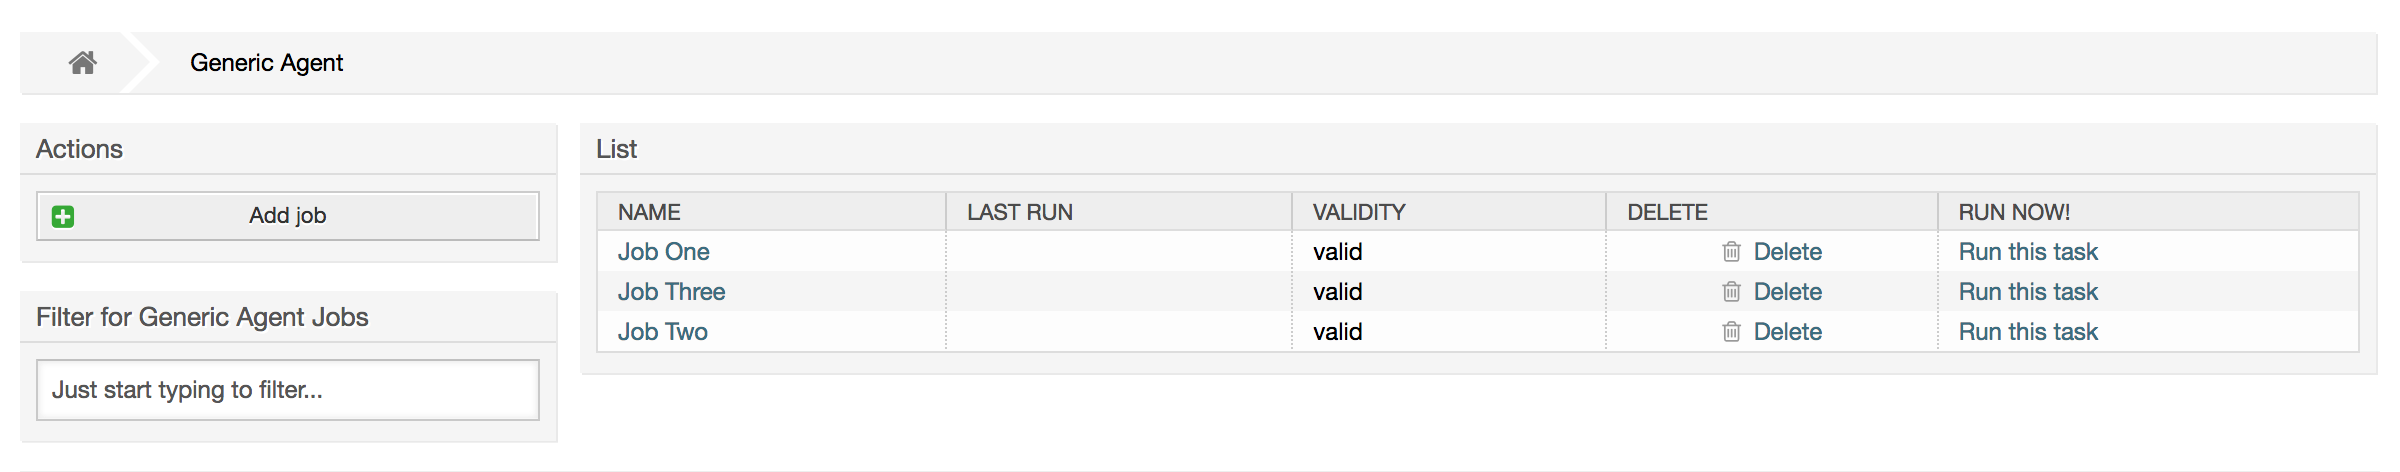 Generic Agent
Actions
Add job
Filter for Generic Agent Jobs
Just start typing to filter...
List
NAME LAST RUN VALIDITY DELETE RUN NOW!
Job One valid Delete Run this task
Job Three valid Delete Run this task
Job Two valid Delete Run this task